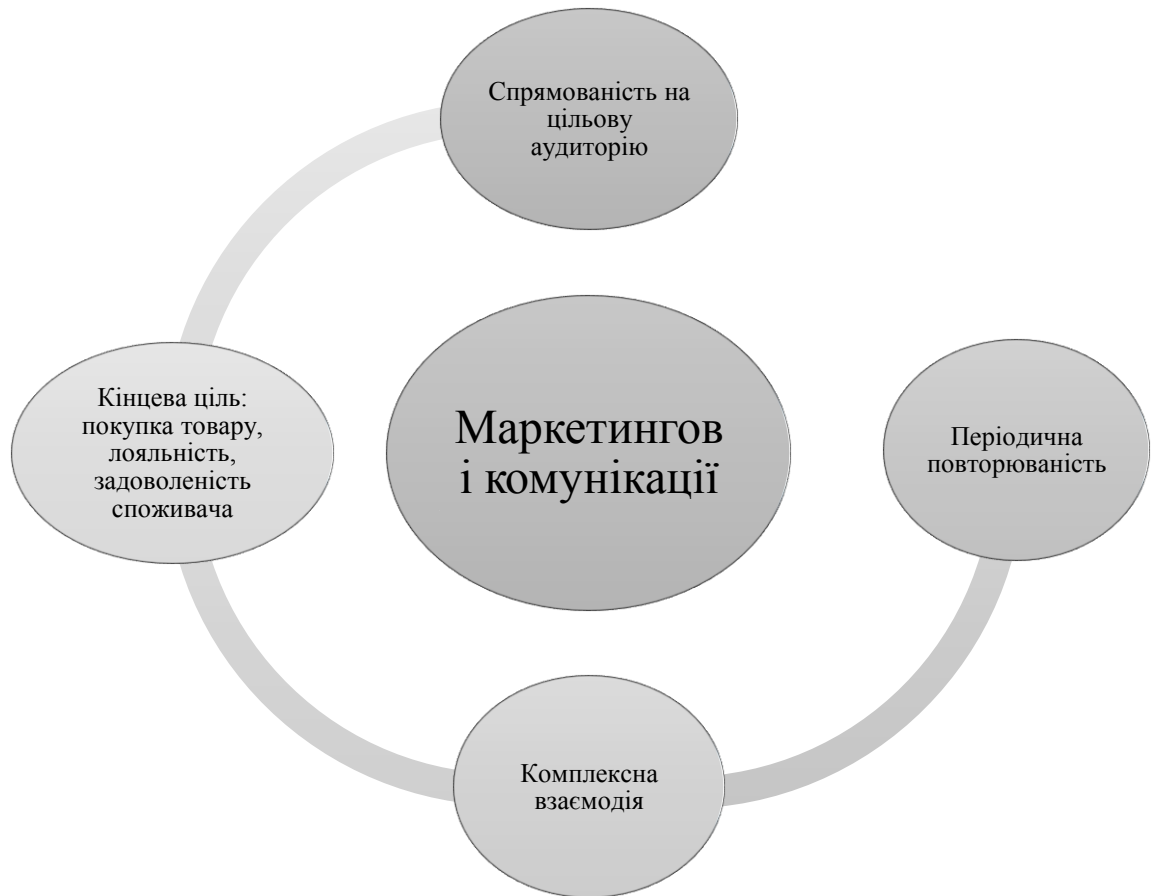 Спрямованість на
цільову
аудиторію
Кінцева ціль:
покупка товару,
лояльність,
задоволеність
споживача
Маркетингов
і комунікації
Періодична
повторюваність
Комплексна
взаємодія